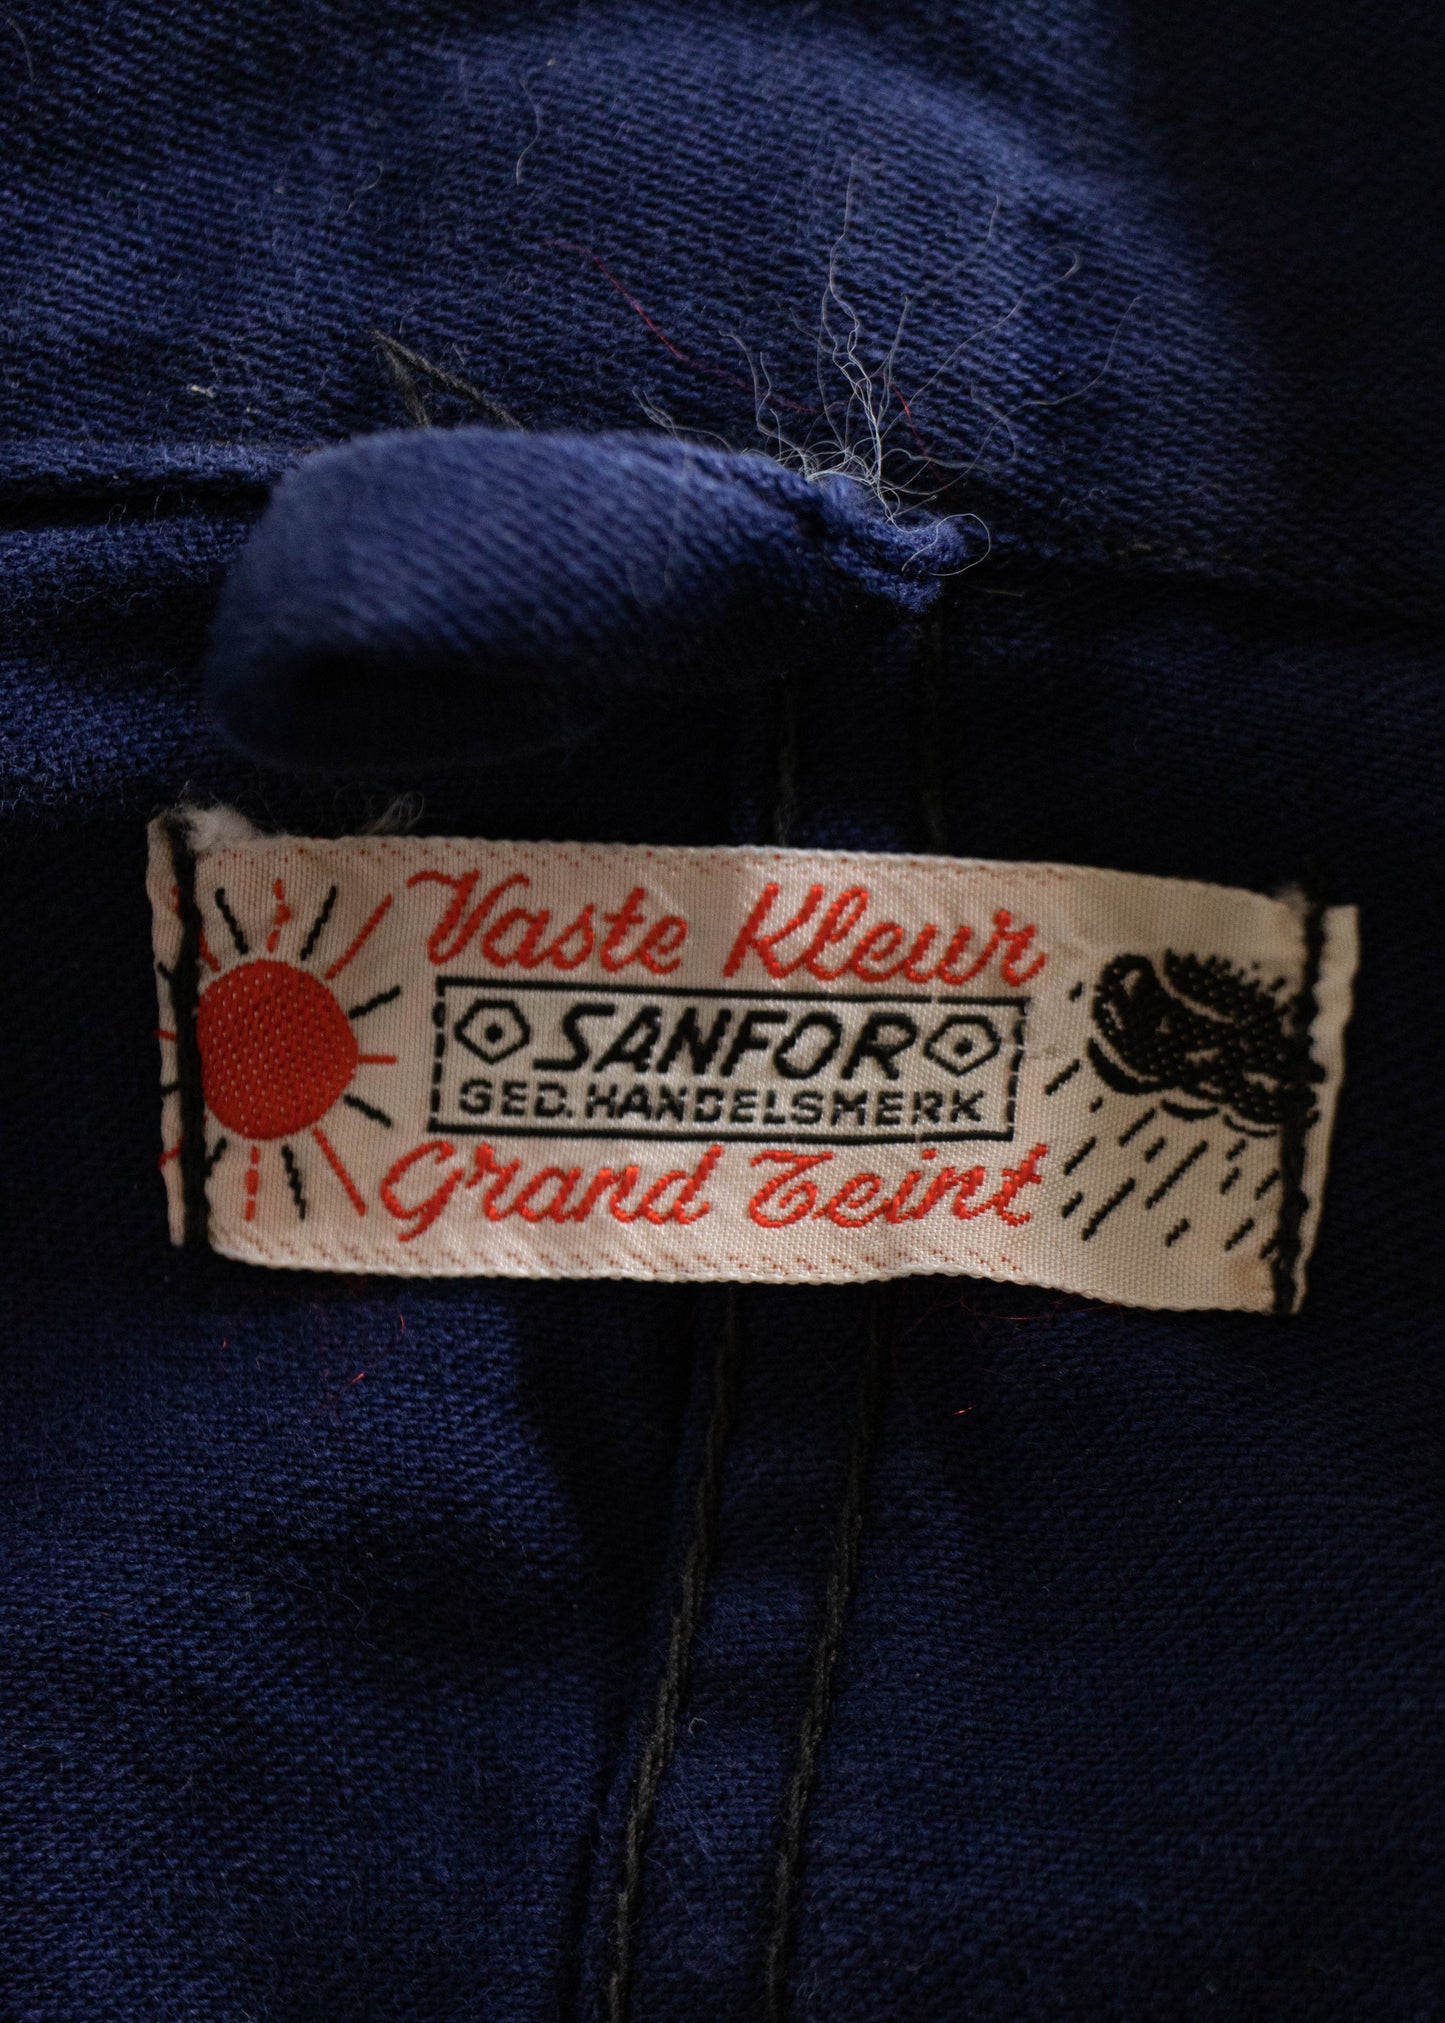 Vaste Kleur
SANFOR
GED. HANDELSMERK
Grand Teint